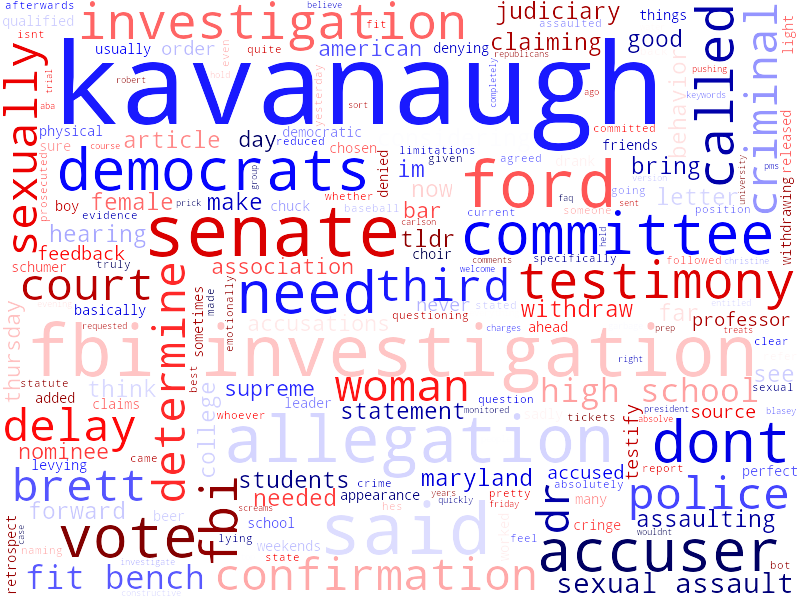 afterwards
believe
qualified
investigation
judiciary
things
isnt
usually
order
quite
american
denying
claiming
good
light
even
republicans
assaulted
kavanaugh
called
criminal
sexually
yesterday
completely
pushing
robert
hold
sort
ago
keywords
trial
aba
behavior
physical
sure
course
article
day
reduced
democratic
chosen
limitations
given
agreed
committed
friends
released
democrats
group
denied
im
ford
bring
now
going
university
pms
version
prosecuted
boy
female
prick
make
chuck
whether
baseball
bar
current
faq
someone
sent
letter
position
evidence
hearing
senate
carlson
tldr
committee
held
withdrawing
feedback
schumer
truly
association
choir
comments
welcome
specifically
followed
christine
court
determine
need
third
testimony
basically
best sometimes
made
emotionally
never
stated
withdraw
far
professor
requested
accusations
questioning
ahead
thursday
fbi investigation
charges
prep
treats
clear
right
statute
added
think
supreme
woman
high school
see
sexual
claims
college
whoever
leader
statement
question
monitored
tickets
president
absolve
source
blasey
delay
allegation
testify
dont
nominee
levying
came
report
perfect
brett
fbi
students
crime
maryland
accused
absolutely
police
needed
appearance
years
quickly
pretty
friday
many
forward
beer
screams
hes
said
dr
cringe
assaulting
retrospect
case
vote
school
lying
weekends
feel
wouldnt
accuser
naming
state
investigate
constructive
bot
fit bench
confirmation
sexual assault
fit